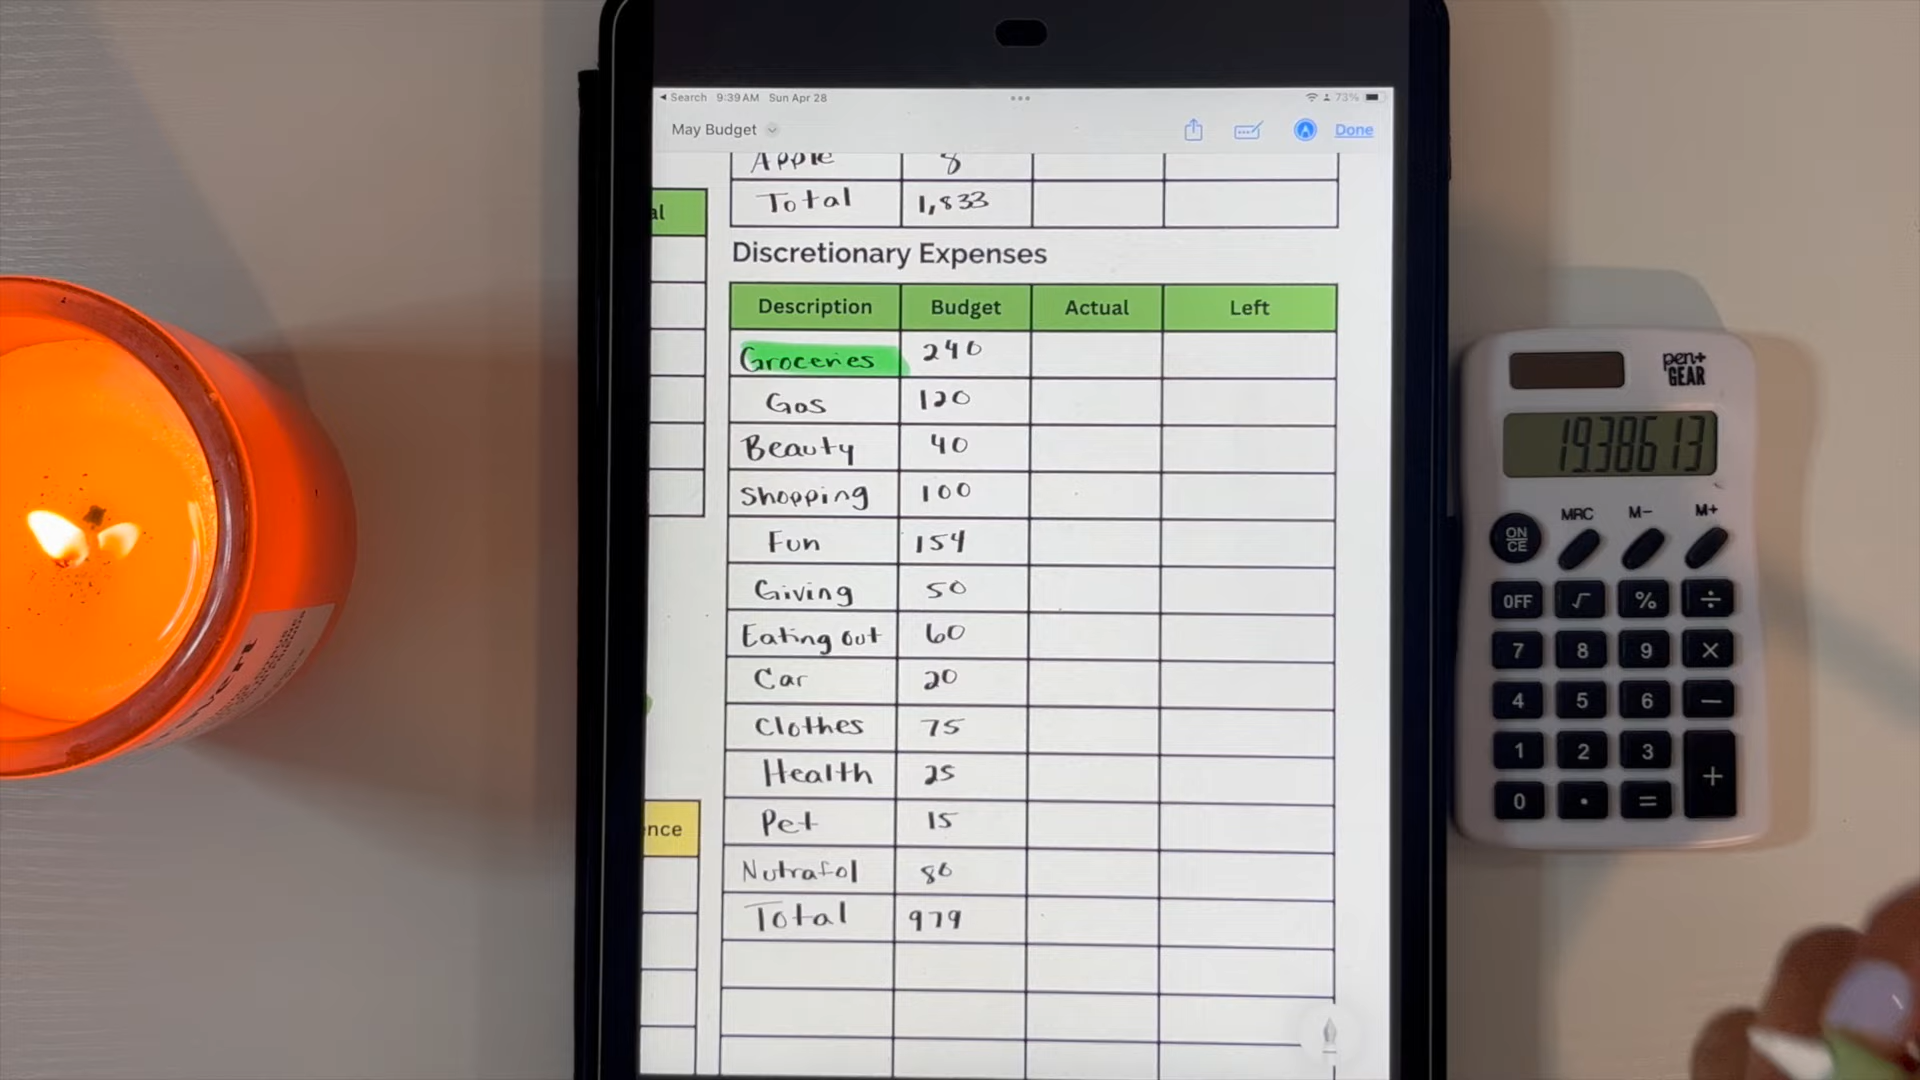 Search 9:39 AM Sun Apr 28 73%
May Budget Done
Apple 8
Total 1,833
al
Discretionary Expenses
Description Budget Actual Left
Groceries 240
Gas 120
Beauty 40
Shopping 100
Fun 154
Giving 50
Eating out 60
Car 20
Clothes 75
Health 25
Pet 15
nce
Nutrafol 80
Total 979
pen+
GEAR
19.38613
MRC M- M+
ON
CE
OFF √ % ÷
7 8 9 ×
4 5 6 −
1 2 3 +
0 . =